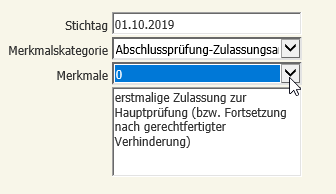 Stichtag 01.10.2019
Merkmalskategorie Abschlussprüfung-Zulassungsa
Merkmale 0
erstmalige Zulassung zur
Hauptprüfung (bzw. Fortsetzung
nach gerechtfertigter
Verhinderung)